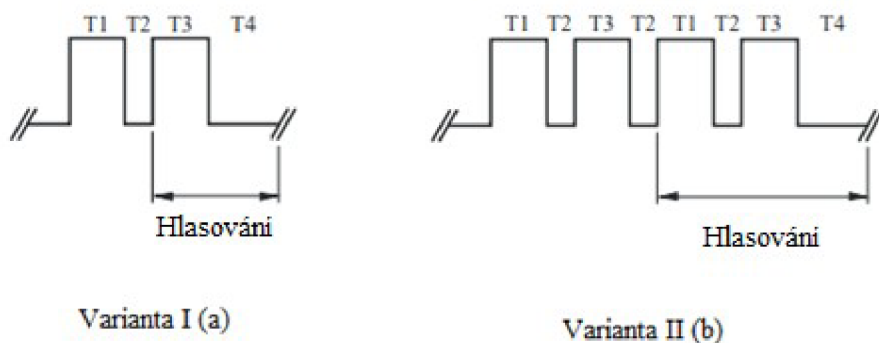 T1 T2 T3 T4
Hlasování
Varianta I (a)
T1 T2 T3 T2 T1 T2 T3 T4
Hlasování
Varianta II (b)